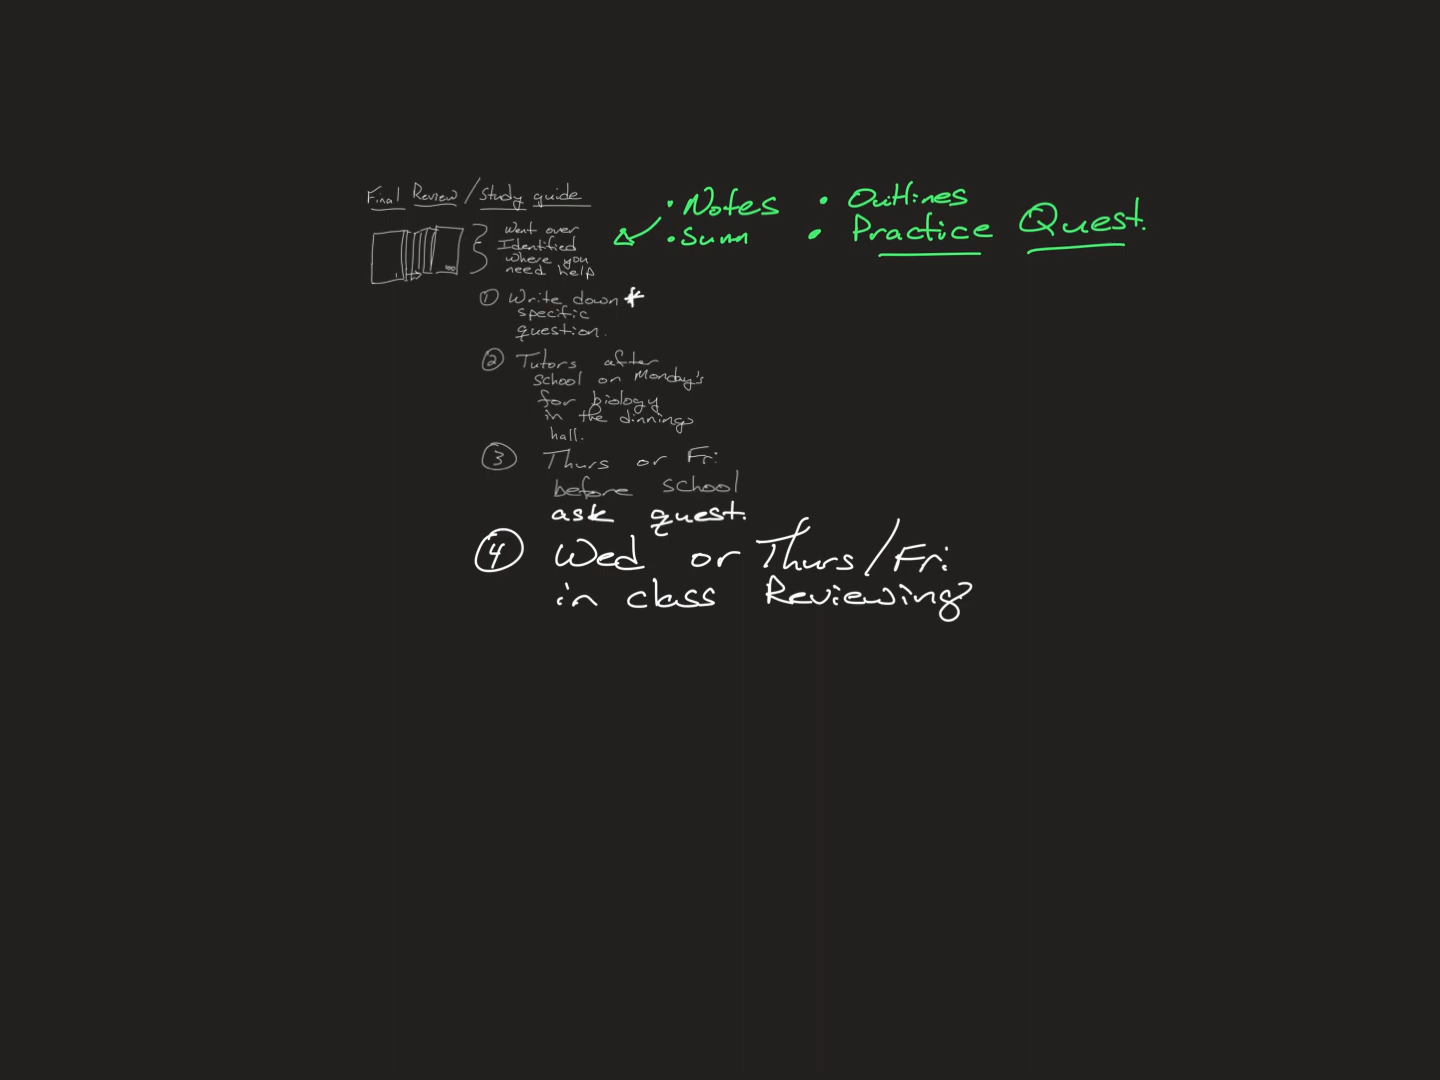 Final Review / Study guide
• Notes
• Outlines
• Summ
• Practice Quest.
Went over
Identified
where you
need help
① Write down *
specific
question.
② Tutors after
school on Monday's
for biology
in the dinning
hall.
③ Thurs or Fri
before school
ask quest.
④ Wed or Thurs/Fri
in class Reviewing